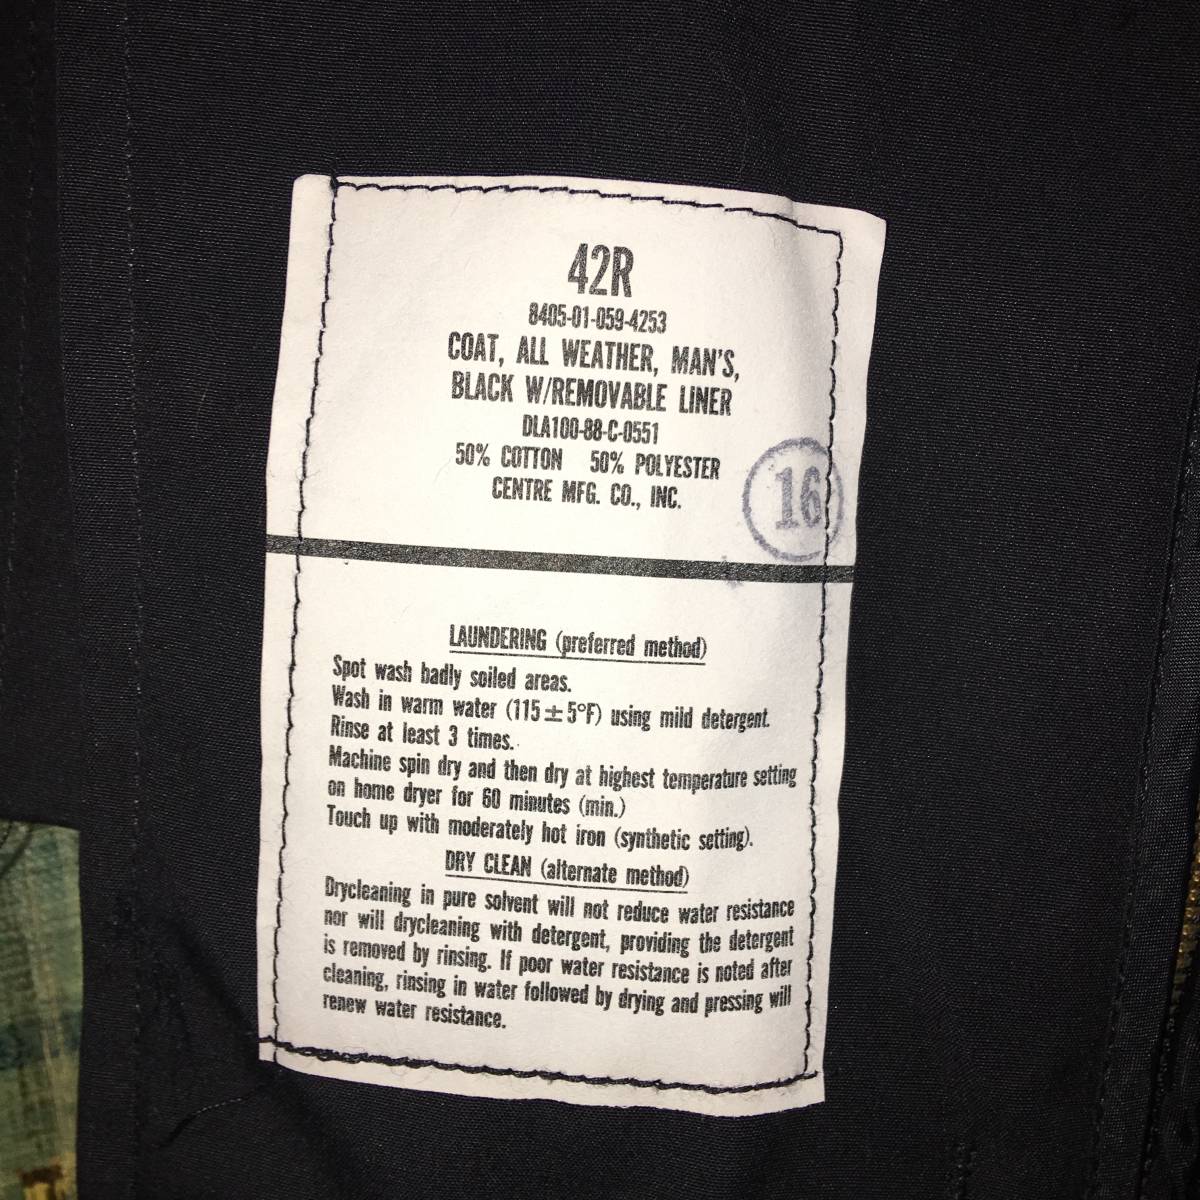 42R
8405-01-059-4253
COAT, ALL WEATHER, MAN'S,
BLACK W/REMOVABLE LINER
DLA100-88-C-0551
50% COTTON 50% POLYESTER
CENTRE MFG. CO., INC.
16
LAUNDERING (preferred method)
Spot wash badly soiled areas.
Wash in warm water (115±5°F) using mild detergent.
Rinse at least 3 times.
Machine spin dry and then dry at highest temperature setting
on home dryer for 60 minutes (min.)
Touch up with moderately hot iron (synthetic setting).
DRY CLEAN (alternate method)
Drycleaning in pure solvent will not reduce water resistance
nor will drycleaning with detergent, providing the detergent
is removed by rinsing. If poor water resistance is noted after
cleaning, rinsing in water followed by drying and pressing will
renew water resistance.